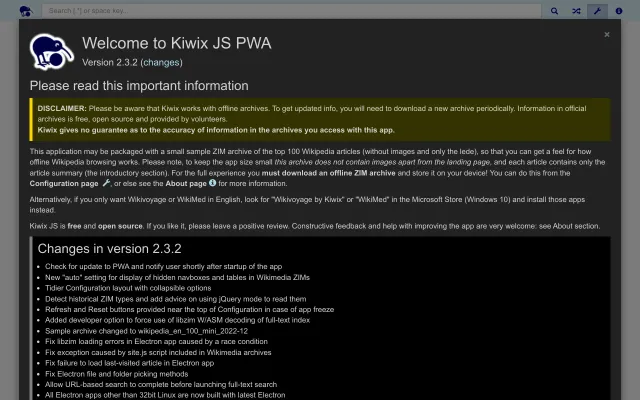 Search [.*] or space key...
Welcome to Kiwix JS PWA
×
Version 2.3.2 (changes)
Please read this important information
DISCLAIMER: Please be aware that Kiwix works with offline archives. To get updated info, you will need to download a new archive periodically. Information in official
archives is free, open source and provided by volunteers.
Kiwix gives no guarantee as to the accuracy of information in the archives you access with this app.
This application may be packaged with a small sample ZIM archive of the top 100 Wikipedia articles (without images and only the lede), so that you can get a feel for how
offline Wikipedia browsing works. Please note, to keep the app size small this archive does not contain images apart from the landing page, and each article contains only the
article summary (the introductory section). For the full experience you must download an offline ZIM archive and store it on your device! You can do this from the
Configuration page , or else see the About page for more information.
Alternatively, if you only want Wikivoyage or WikiMed in English, look for "Wikivoyage by Kiwix" or "WikiMed" in the Microsoft Store (Windows 10) and install those apps
instead.
Kiwix JS is free and open source. If you like it, please leave a positive review. Constructive feedback and help with improving the app are very welcome: see About section.
Changes in version 2.3.2
• Check for update to PWA and notify user shortly after startup of the app
• New "auto" setting for display of hidden navboxes and tables in Wikimedia ZIMs
• Tidier Configuration layout with collapsible options
• Detect historical ZIM types and add advice on using jQuery mode to read them
• Refresh and Reset buttons provided near the top of Configuration in case of app freeze
• Added developer option to force use of libzim W/ASM decoding of full-text index
• Sample archive changed to wikipedia_en_100_mini_2022-12
• Fix libzim loading errors in Electron app caused by a race condition
• Fix exception caused by site.js script included in Wikimedia archives
• Fix failure to load last-visited article in Electron app
• Fix Electron file and folder picking methods
• Allow URL-based search to complete before launching full-text search
• All Electron apps other than 32bit Linux are now built with latest Electron